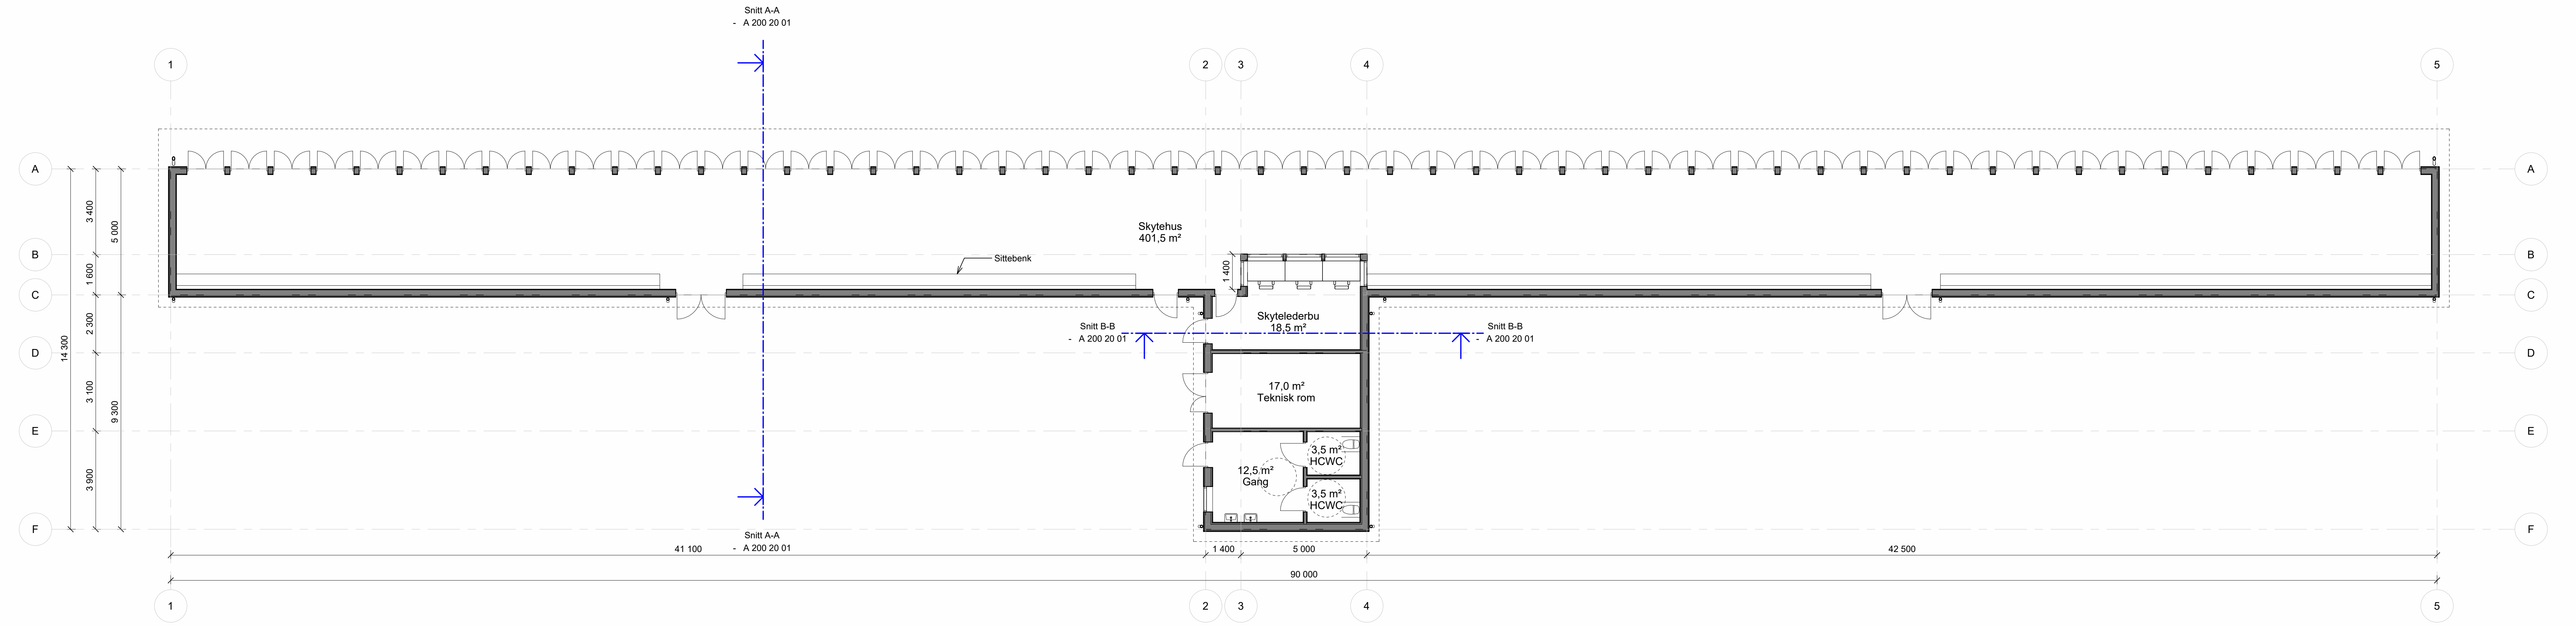 Snitt A-A
- A 200 20 01
1
2
3
4
5
A
A
3 400
5 000
Skytehus
401,5 m²
B
B
Sittebenk
1 600
1 400
C
C
2 300
Skytelederbu
18,5 m²
Snitt B-B
- A 200 20 01
Snitt B-B
- A 200 20 01
14 300
D
D
3 100
9 300
17,0 m²
Teknisk rom
E
E
3 900
12,5 m²
Gang
3,5 m²
HCWC
3,5 m²
HCWC
F
F
Snitt A-A
- A 200 20 01
41 100
1 400
5 000
42 500
90 000
1
2
3
4
5